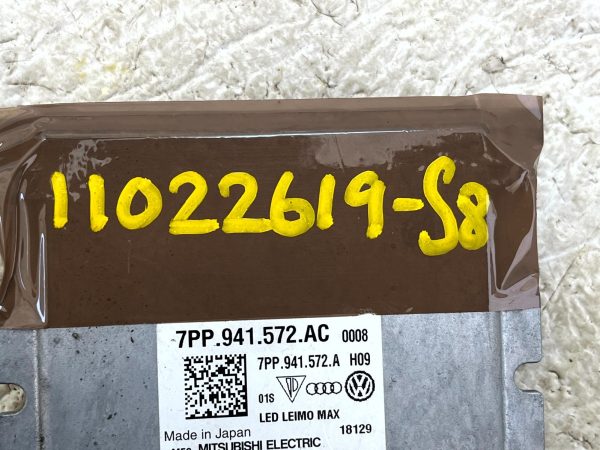 11022619-S8
7PP.941.572.AC 0008
7PP.941.572.A H09
01S
LED LEIMO MAX
Made in Japan 18129
MITSUBISHI ELECTRIC